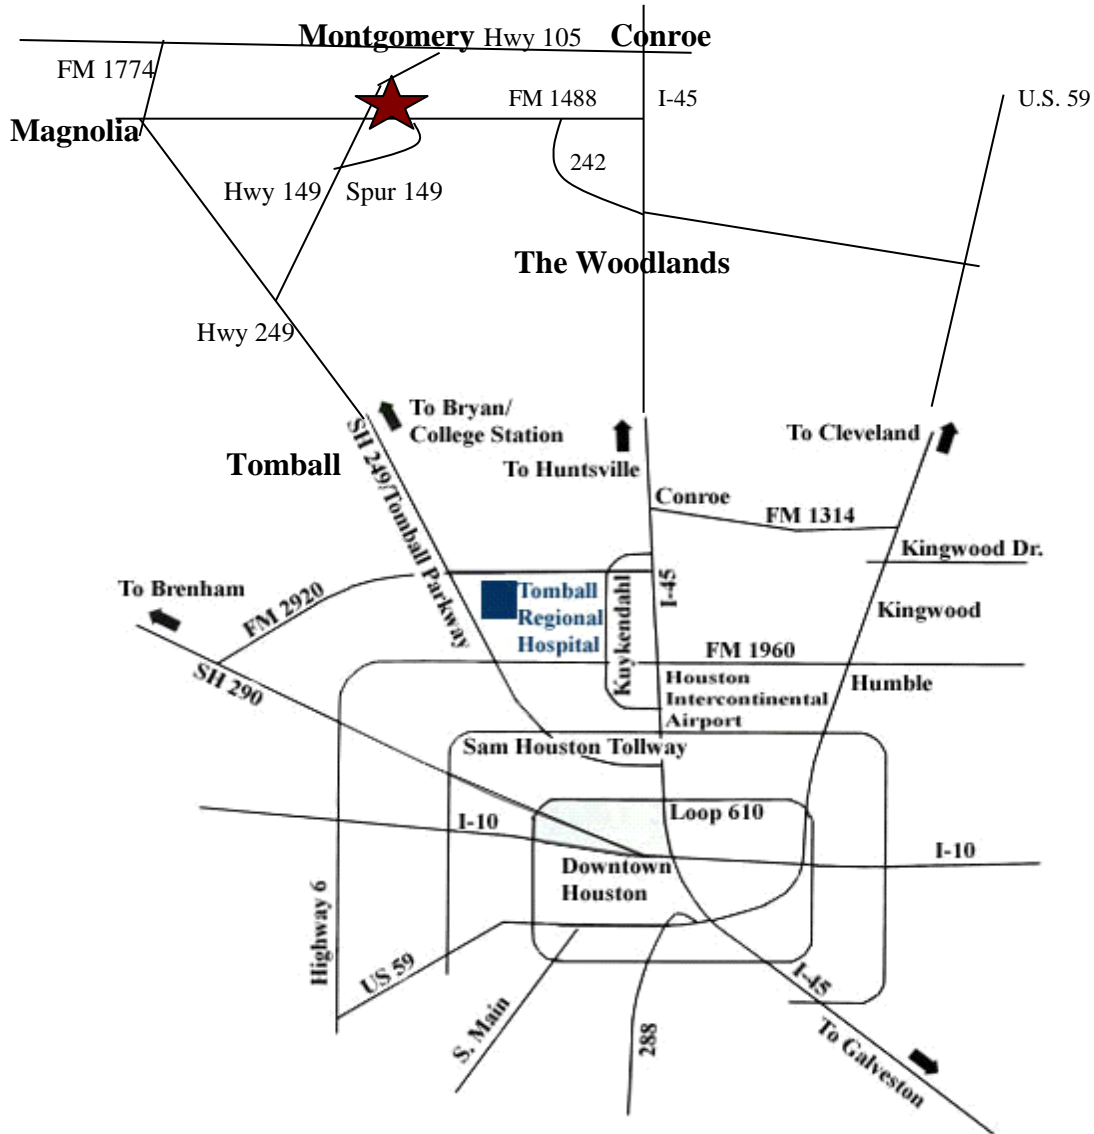 Montgomery Hwy 105 Conroe
FM 1774
FM 1488
I-45
U.S. 59
Magnolia
242
Hwy 149
Spur 149
The Woodlands
Hwy 249
To Bryan/
College Station
SH 249/Tomball Parkway
To Cleveland
Tomball
To Huntsville
Conroe
FM 1314
Kingwood Dr.
To Brenham
FM 2920
Tomball
Regional
Hospital
Kuykendahl
I-45
Kingwood
FM 1960
SH 290
Houston
Intercontinental
Airport
Humble
Sam Houston Tollway
Loop 610
I-10
I-10
Downtown
Houston
Highway 6
US 59
I-45
S. Main
288
To Galveston